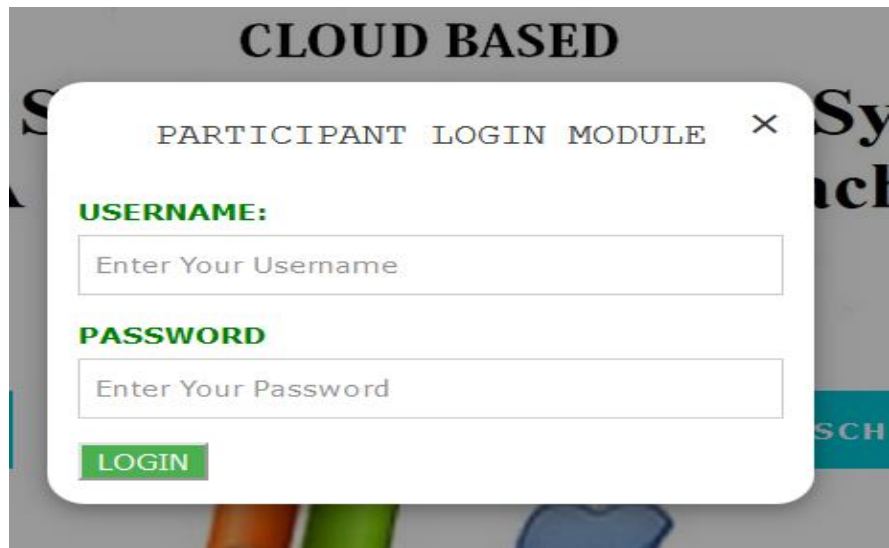 CLOUD BASED
PARTICIPANT LOGIN MODULE ×
USERNAME:
Enter Your Username
PASSWORD
Enter Your Password
LOGIN